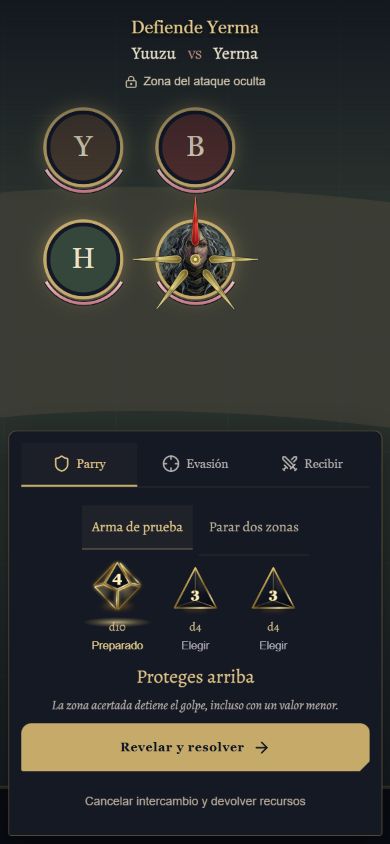 Defiende Yerma
Yuuzu vs Yerma
Zona del ataque oculta
Y B
H
Parry Evasión Recibir
Arma de prueba Parar dos zonas
4 3 3
d10 d4 d4
Preparado Elegir Elegir
Proteges arriba
La zona acertada detiene el golpe, incluso con un valor menor.
Revelar y resolver
Cancelar intercambio y devolver recursos